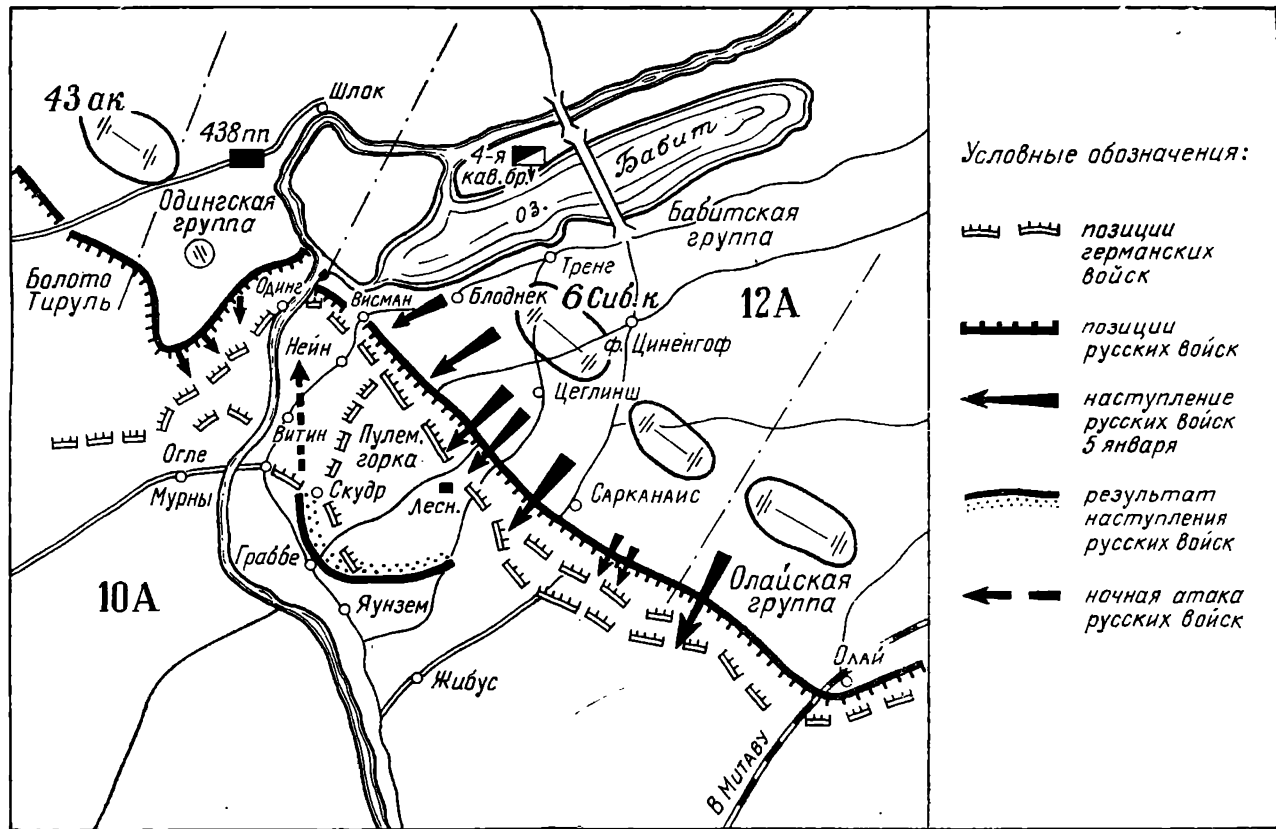 43 ак
438 пп
Шлок
4-я
кав.бр.
оз. Бабит
Одингская
группа
Бабитская
группа
Болото
Тируль
Одинг
Висман
Блоднек
Тренг
6 Сиб.к
12А
ф. Циненгоф
Нейн
Цеглинш
Витин
Пулем.
горка
Огле
Мурны
Скудр
Лесн.
Сарканаис
Граббе
10А
Яунзем
Олайская
группа
Жибус
Олай
В Митаву
Условные обозначения:
позиции
германских
войск
позиции
русских войск
наступление
русских войск
5 января
результат
наступления
русских войск
ночная атака
русских войск